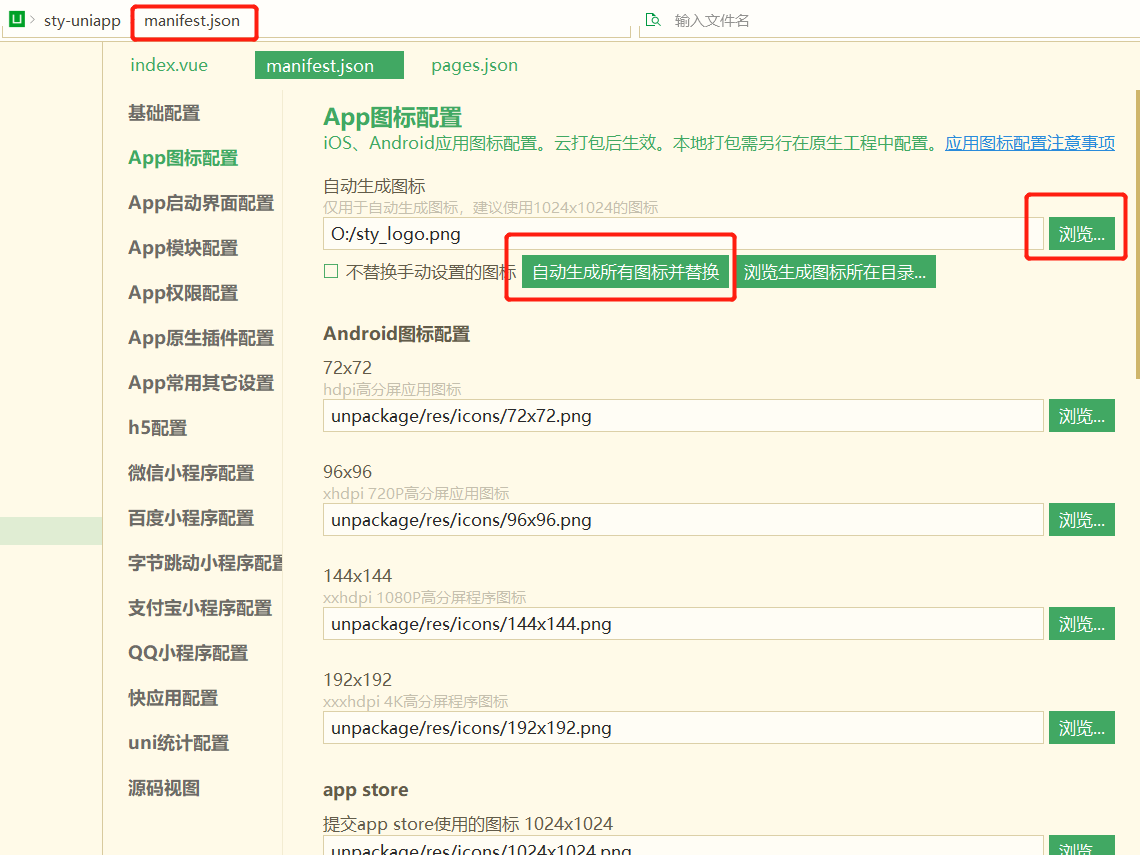 sty-uniapp
manifest.json
输入文件名
index.vue
manifest.json
pages.json
基础配置
App图标配置
App启动界面配置
App模块配置
App权限配置
App原生插件配置
App常用其它设置
h5配置
微信小程序配置
百度小程序配置
字节跳动小程序配置
支付宝小程序配置
QQ小程序配置
快应用配置
uni统计配置
源码视图
App图标配置
iOS、Android应用图标配置。云打包后生效。本地打包需另行在原生工程中配置。应用图标配置注意事项
自动生成图标
仅用于自动生成图标，建议使用1024x1024的图标
O:/sty_logo.png
浏览...
不替换手动设置的图标
自动生成所有图标并替换
浏览生成图标所在目录...
Android图标配置
72x72
hdpi高分屏应用图标
unpackage/res/icons/72x72.png
浏览...
96x96
xhdpi 720P高分屏应用图标
unpackage/res/icons/96x96.png
浏览...
144x144
xxhdpi 1080P高分屏程序图标
unpackage/res/icons/144x144.png
浏览...
192x192
xxxhdpi 4K高分屏程序图标
unpackage/res/icons/192x192.png
浏览...
app store
提交app store使用的图标 1024x1024
unpackage/res/icons/1024x1024.png
浏览...